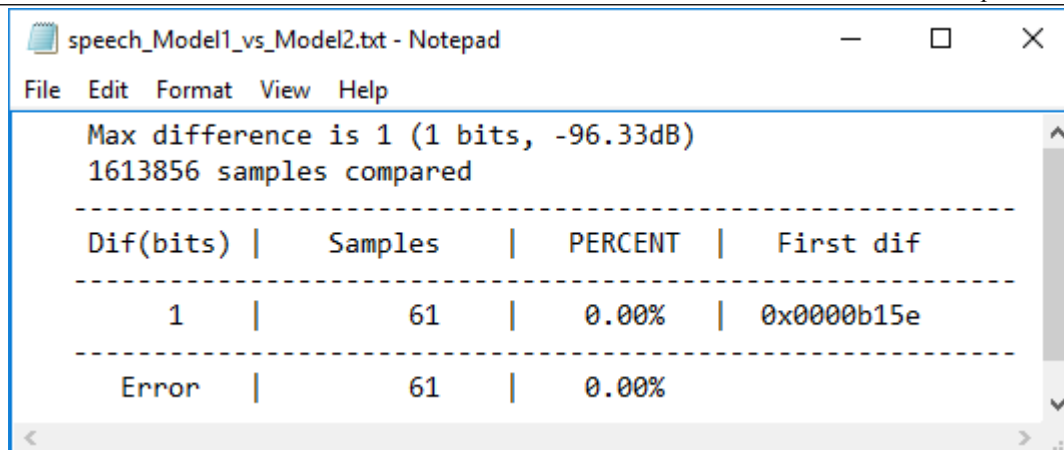 speech_Model1_vs_Model2.txt - Notepad
File Edit Format View Help
Max difference is 1 (1 bits, -96.33dB)
1613856 samples compared
-----------------------------------------------------------
Dif(bits) | Samples | PERCENT | First dif
-----------------------------------------------------------
1 | 61 | 0.00% | 0x0000b15e
-----------------------------------------------------------
Error | 61 | 0.00%